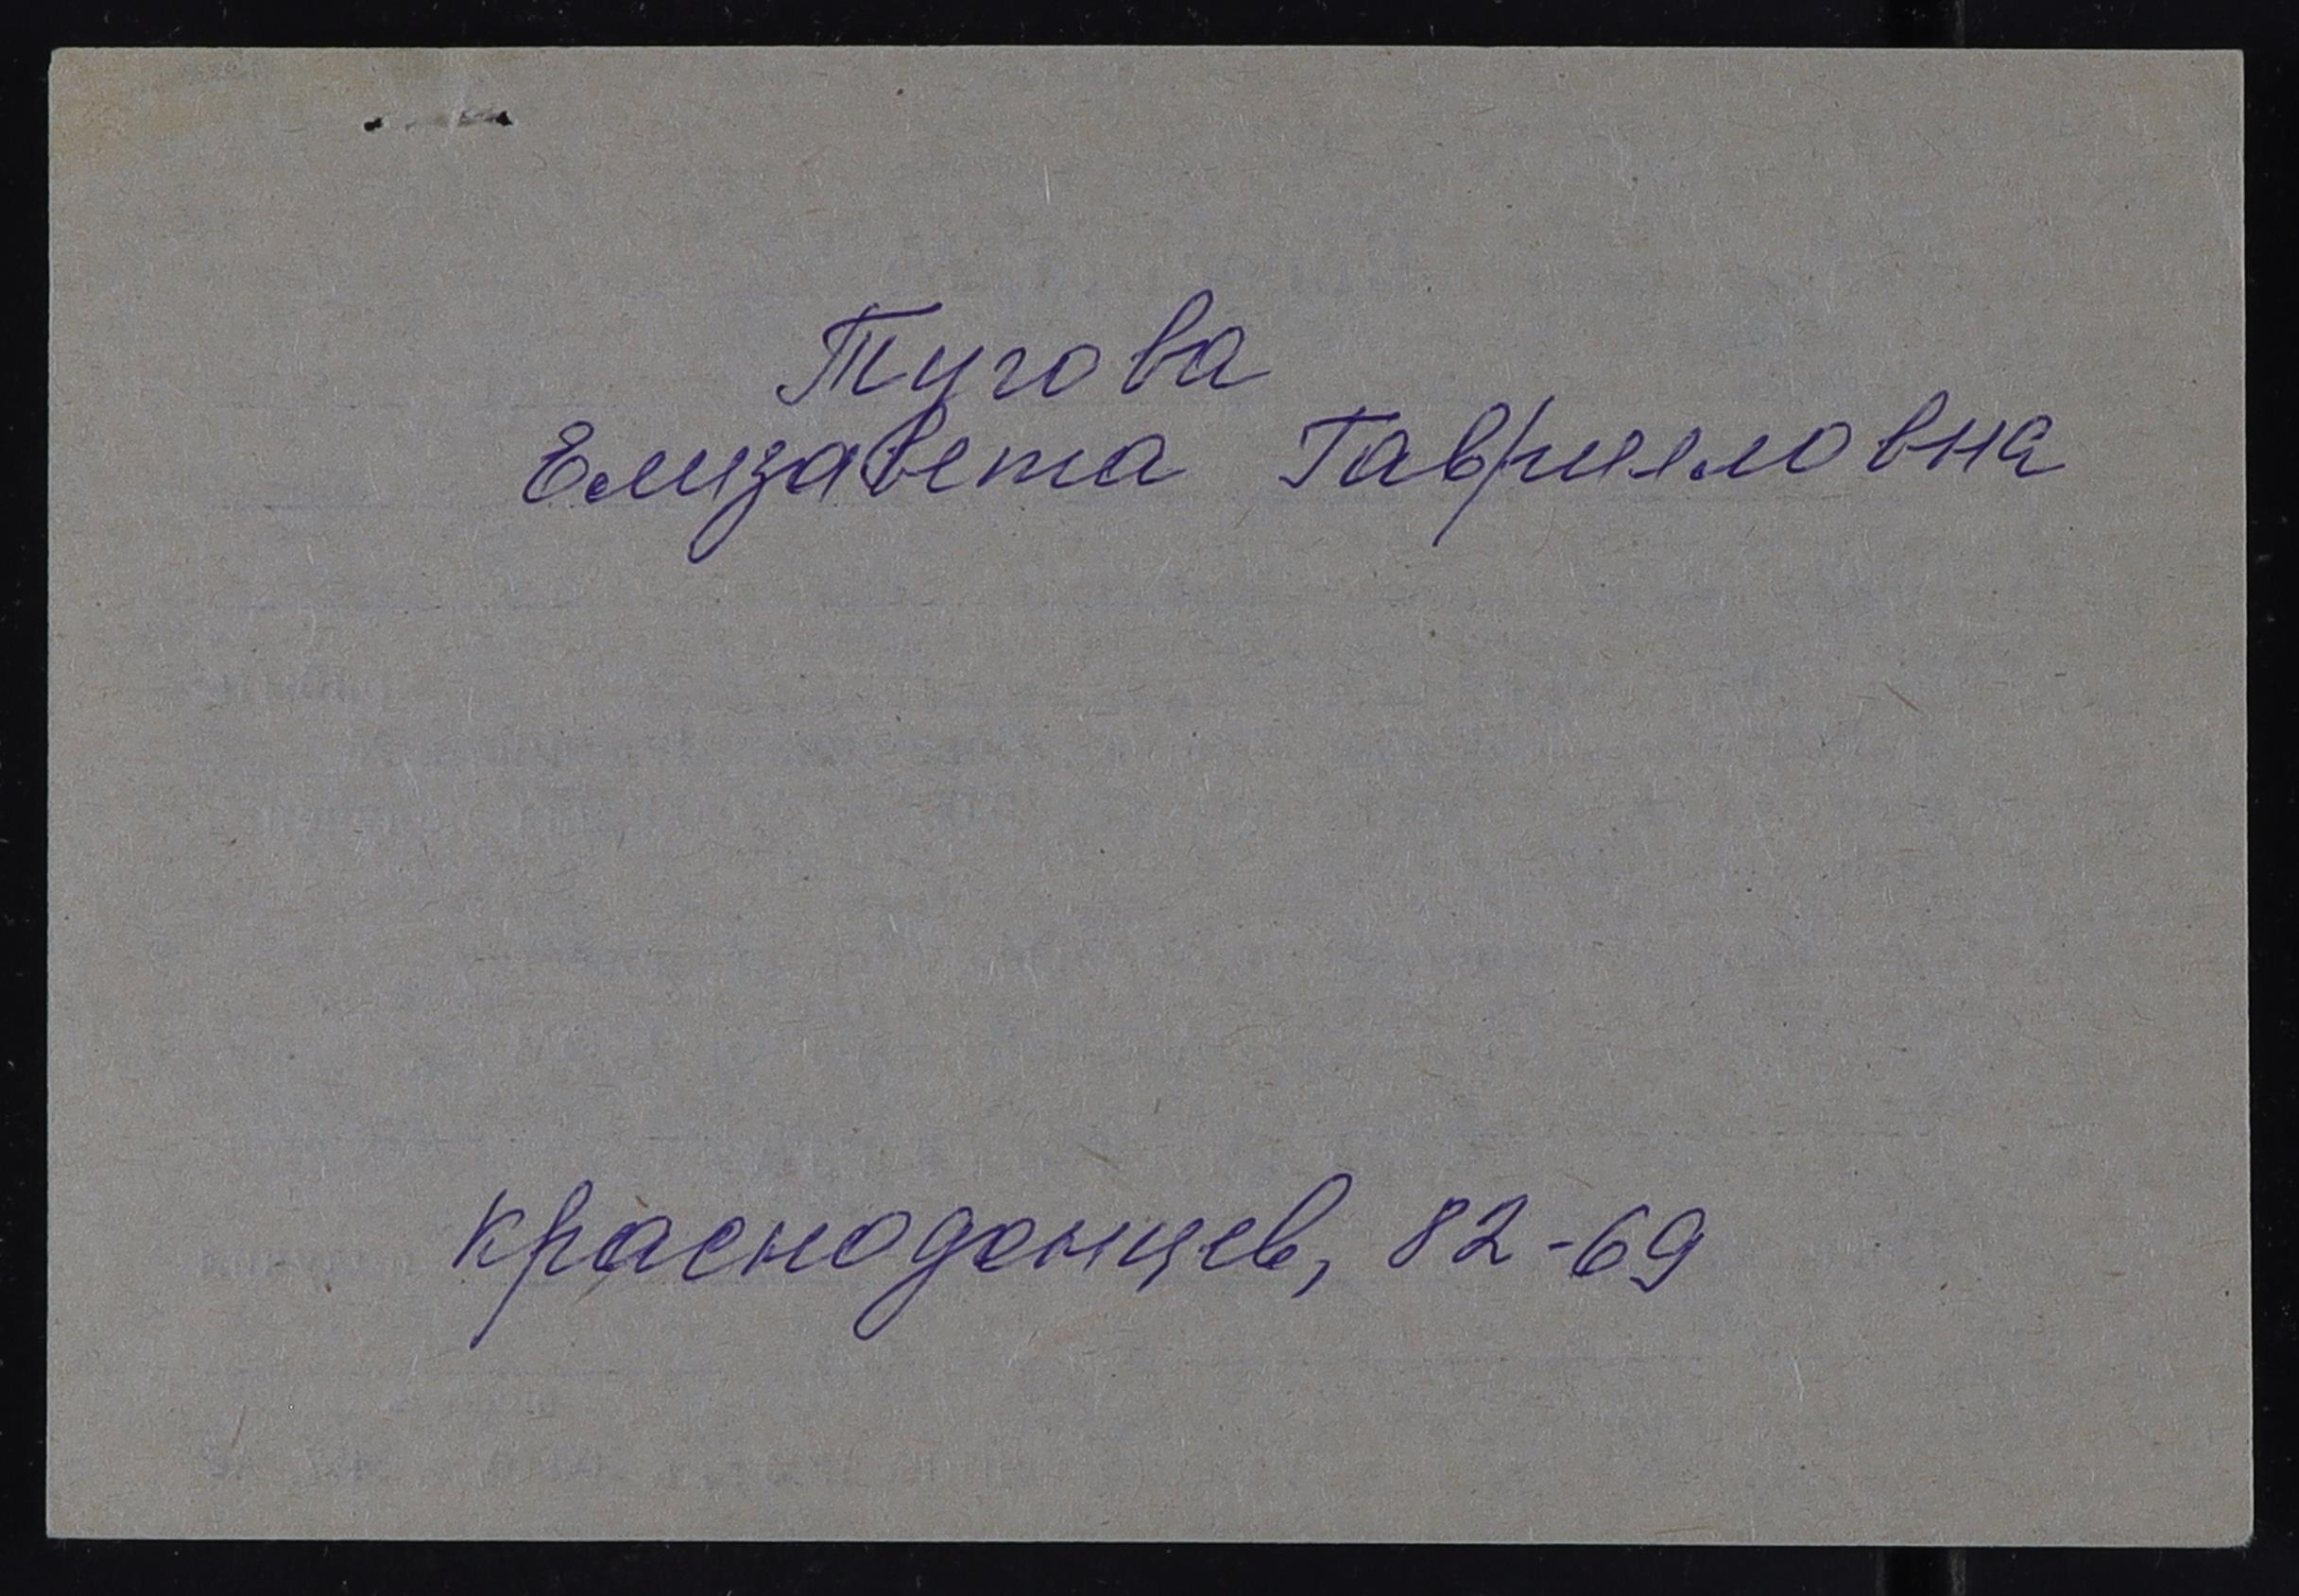 Тугова
Елизавета Гавриловна
Краснодонцев, 82-69